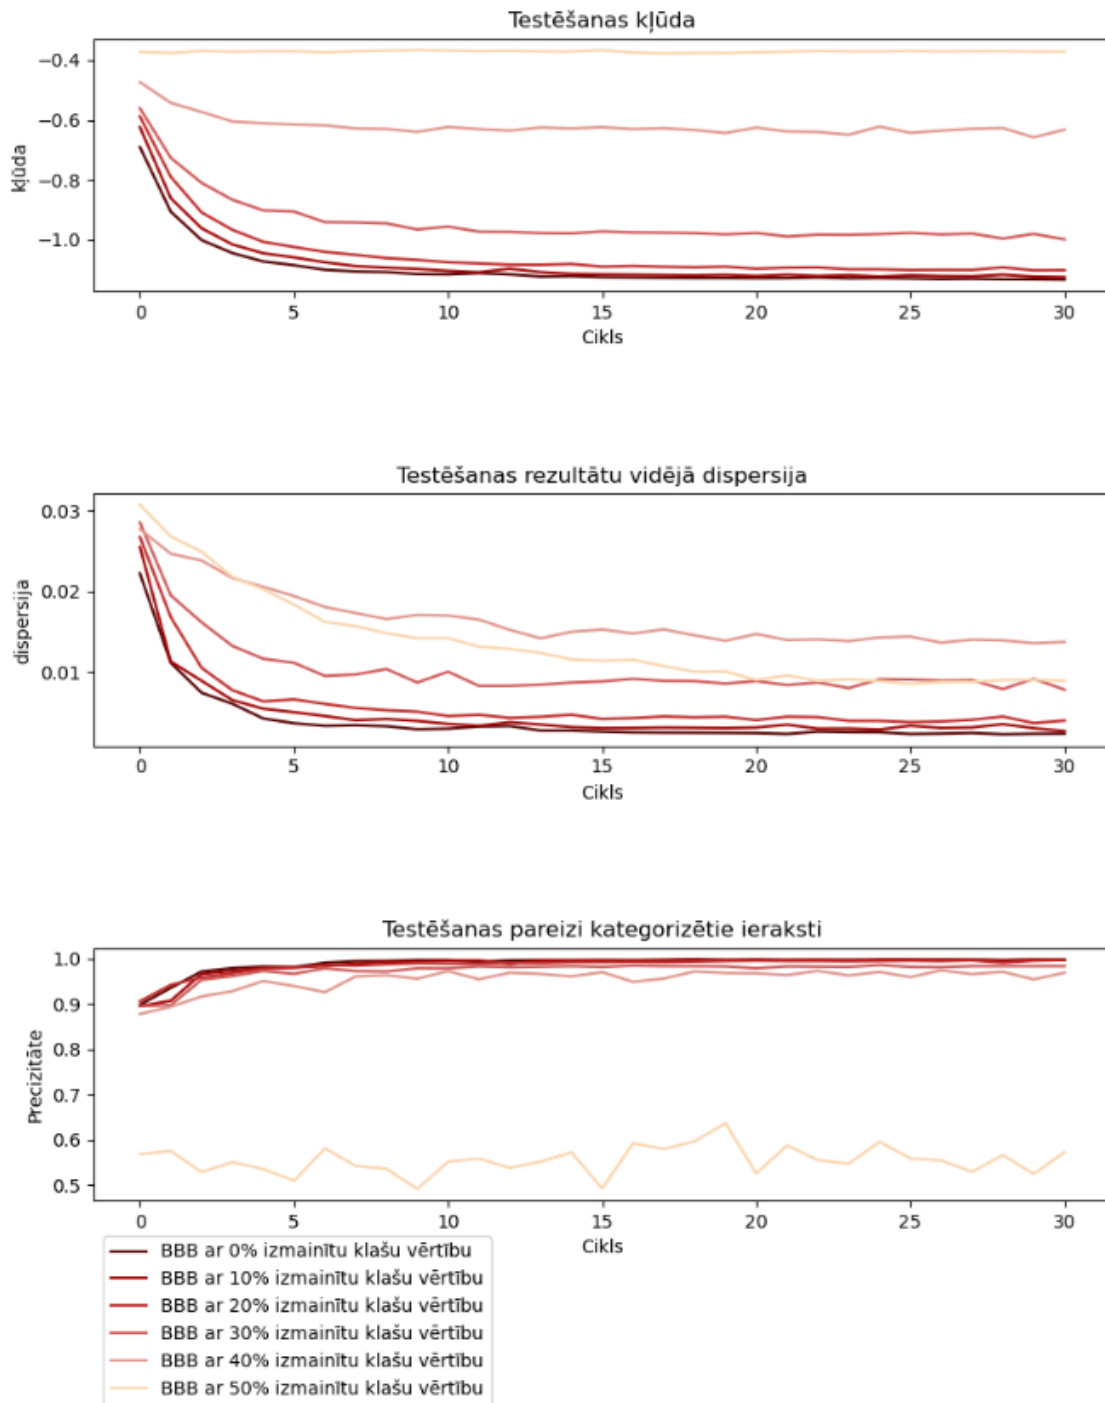 Testēšanas kļūda
−0.4
−0.6
−0.8
−1.0
kļūda
0 5 10 15 20 25 30
Cikls
Testēšanas rezultātu vidējā dispersija
0.03
0.02
0.01
dispersija
0 5 10 15 20 25 30
Cikls
Testēšanas pareizi kategorizētie ieraksti
1.0
0.9
0.8
0.7
0.6
0.5
Precizitāte
0 5 10 15 20 25 30
Cikls
BBB ar 0% izmainītu klašu vērtību
BBB ar 10% izmainītu klašu vērtību
BBB ar 20% izmainītu klašu vērtību
BBB ar 30% izmainītu klašu vērtību
BBB ar 40% izmainītu klašu vērtību
BBB ar 50% izmainītu klašu vērtību